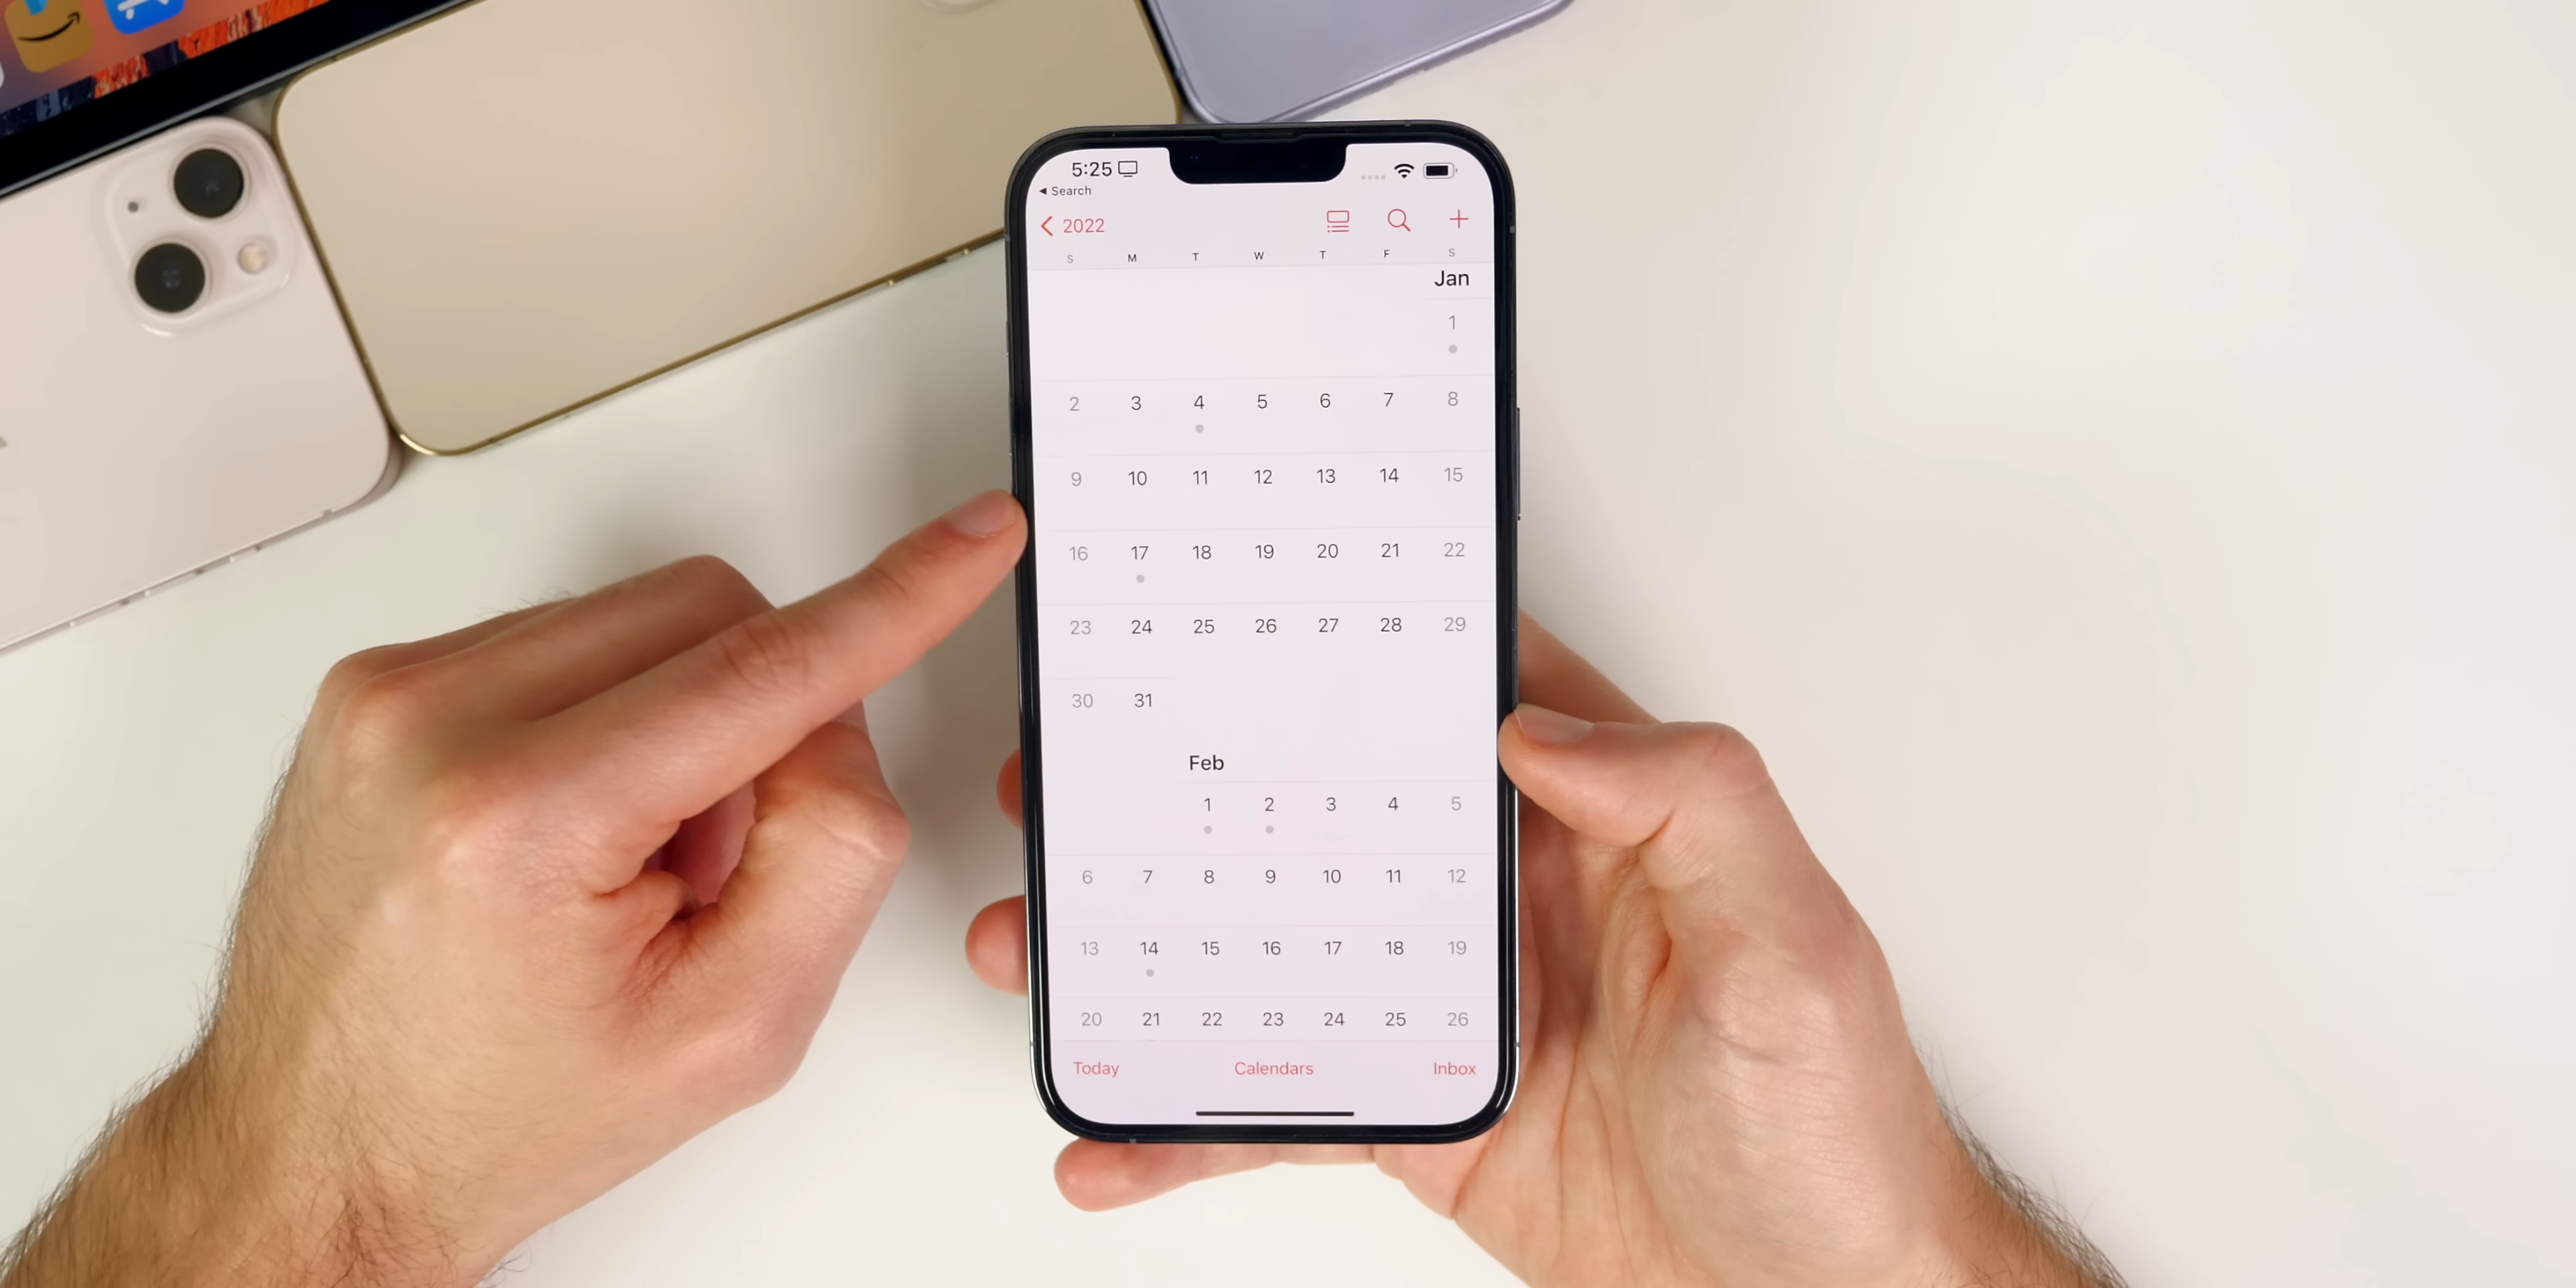 5:25
Search
2022
S M T W T F S
Jan
1
2 3 4 5 6 7 8
9 10 11 12 13 14 15
16 17 18 19 20 21 22
23 24 25 26 27 28 29
30 31
Feb
1 2 3 4 5
6 7 8 9 10 11 12
13 14 15 16 17 18 19
20 21 22 23 24 25 26
Today Calendars Inbox